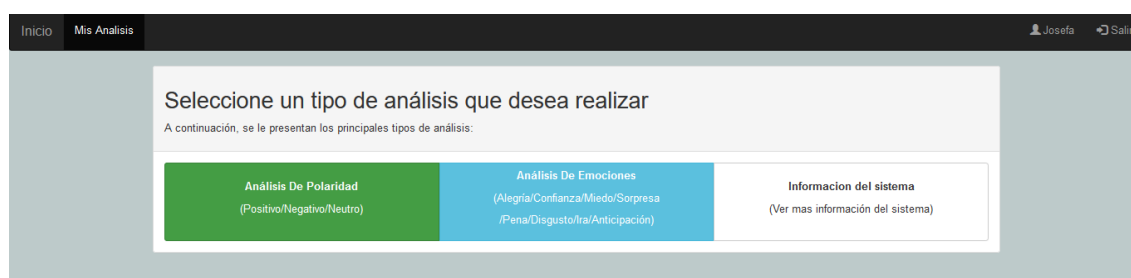 Inicio Mis Analisis Josefa Salir
Seleccione un tipo de análisis que desea realizar
A continuación, se le presentan los principales tipos de análisis:
Análisis De Polaridad
(Positivo/Negativo/Neutro)
Análisis De Emociones
(Alegría/Confianza/Miedo/Sorpresa
/Pena/Disgusto/Ira/Anticipación)
Informacion del sistema
(Ver mas información del sistema)